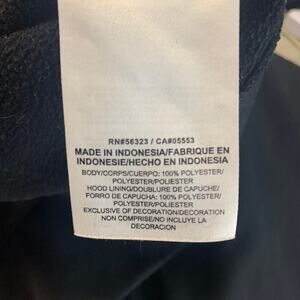 RN#56323 / CA#05553
MADE IN INDONESIA/FABRIQUE EN
INDONESIE/HECHO EN INDONESIA
BODY/CORPS/CUERPO: 100% POLYESTER/
POLYESTER/POLIESTER
HOOD LINING/DOUBLURE DE CAPUCHE/
FORRO DE CAPUCHA: 100% POLYESTER/
POLYESTER/POLIESTER
EXCLUSIVE OF DECORATION/DECORATION
NON COMPRISE/NO INCLUYE LA
DECORACION